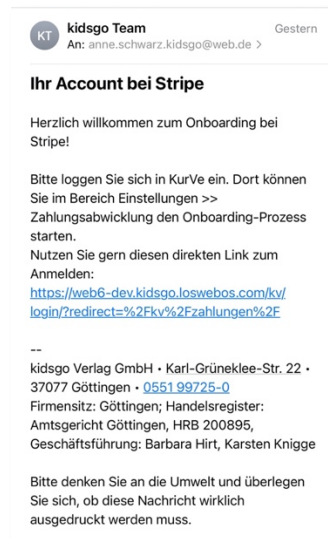 KT
kidsgo Team
Gestern
An: anne.schwarz.kidsgo@web.de >
Ihr Account bei Stripe
Herzlich willkommen zum Onboarding bei
Stripe!
Bitte loggen Sie sich in KurVe ein. Dort können
Sie im Bereich Einstellungen >>
Zahlungsabwicklung den Onboarding-Prozess
starten.
Nutzen Sie gern diesen direkten Link zum
Anmelden:
https://web6-dev.kidsgo.loswebos.com/kv/
login/?redirect=%2Fkv%2Fzahlungen%2F
--
kidsgo Verlag GmbH • Karl-Grüneklee-Str. 22 •
37077 Göttingen • 0551 99725-0
Firmensitz: Göttingen; Handelsregister:
Amtsgericht Göttingen, HRB 200895,
Geschäftsführung: Barbara Hirt, Karsten Knigge
Bitte denken Sie an die Umwelt und überlegen
Sie sich, ob diese Nachricht wirklich
ausgedruckt werden muss.